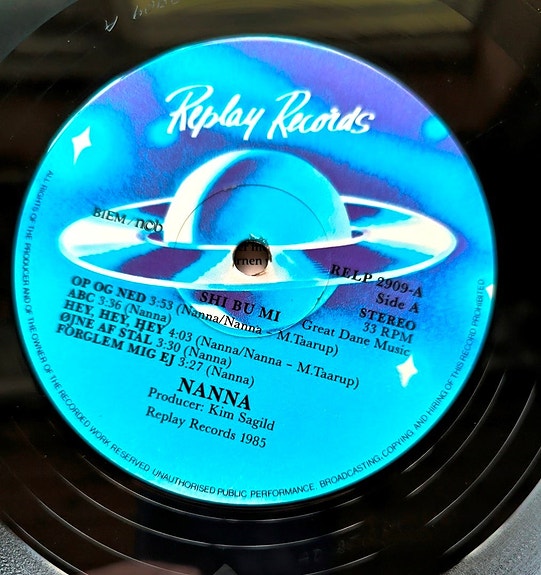 Replay Records
BIEM/ncb
RELP 2909-A
Side A
STEREO
33 RPM
Great Dane Music
SHI BU MI
OP OG NED 3:53 (Nanna/Nanna – M.Taarup)
ABC 3:36 (Nanna)
HEY, HEY, HEY 4:03 (Nanna/Nanna – M.Taarup)
ØJNE AF STÅL 3:30 (Nanna)
FÖRGLEM MIG EJ 3:27 (Nanna)
NANNA
Producer: Kim Sagild
Replay Records 1985
ALL RIGHTS OF THE PRODUCER AND OF THE OWNER OF THE RECORDED WORK RESERVED UNAUTHORISED PUBLIC PERFORMANCE. BROADCASTING, COPYING AND HIRING OF THIS RECORD PROHIBITED